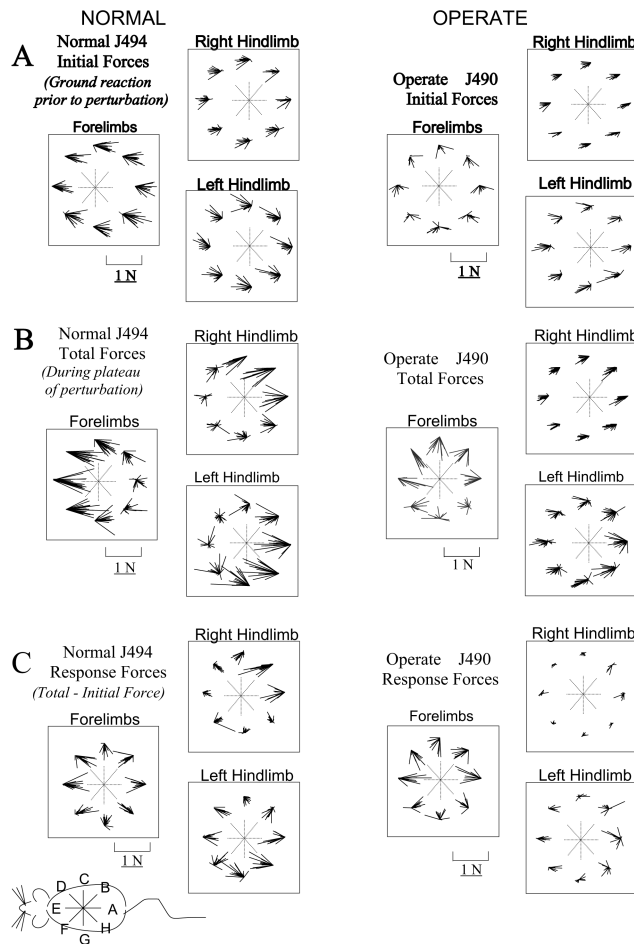 NORMAL
OPERATE
A
Normal J494
Initial Forces
(Ground reaction
prior to perturbation)
Forelimbs
1 N
Right Hindlimb
Left Hindlimb
Operate J490
Initial Forces
Forelimbs
1 N
Right Hindlimb
Left Hindlimb
B
Normal J494
Total Forces
(During plateau
of perturbation)
Forelimbs
1 N
Right Hindlimb
Left Hindlimb
Operate J490
Total Forces
Forelimbs
1 N
Right Hindlimb
Left Hindlimb
C
Normal J494
Response Forces
(Total - Initial Force)
Forelimbs
1 N
Right Hindlimb
Left Hindlimb
Operate J490
Response Forces
Forelimbs
1 N
Right Hindlimb
Left Hindlimb
D C B
E A
F G H